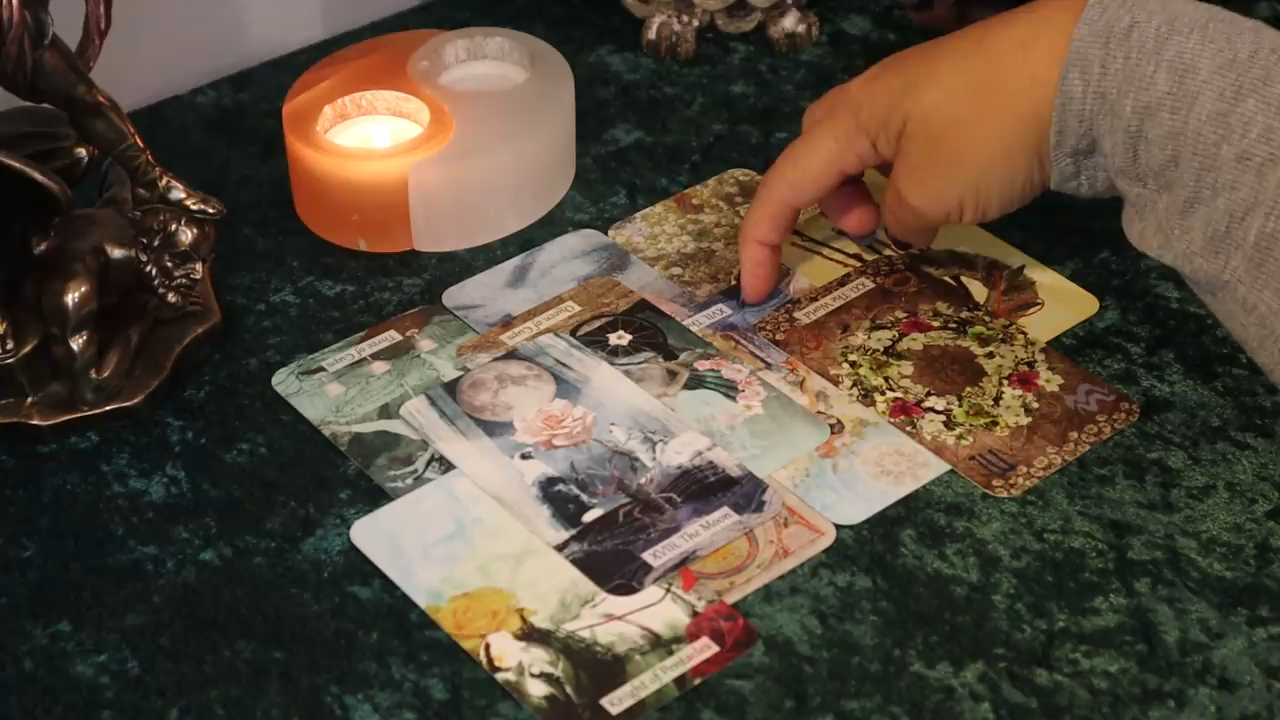 XVII. The
XXI. The World
Queen of Cups
Three of Cups
XVIII. The Moon
Knight of Pentacles